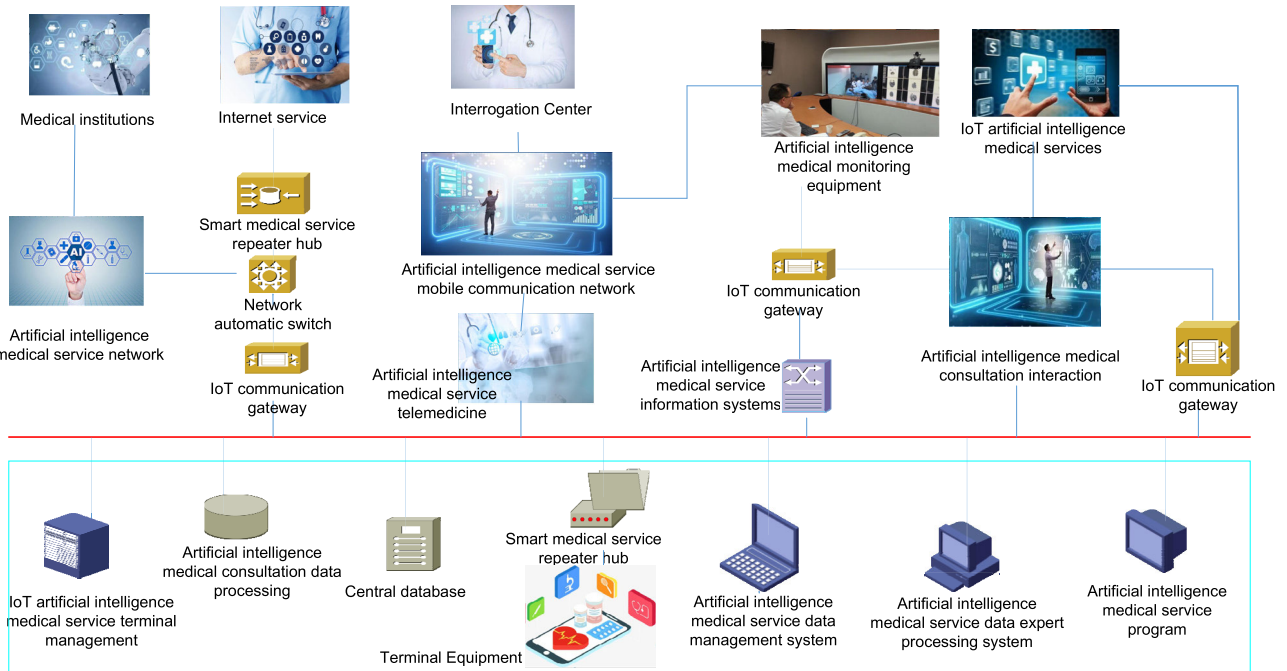 Medical institutions
Internet service
Interrogation Center
Artificial intelligence
medical monitoring
equipment
IoT artificial intelligence
medical services
Smart medical service
repeater hub
AI
Artificial intelligence medical service
mobile communication network
Network
automatic switch
IoT communication
gateway
Artificial intelligence
medical service network
IoT communication
gateway
Artificial intelligence
medical service
telemedicine
Artificial intelligence
medical service
information systems
Artificial intelligence medical
consultation interaction
IoT communication
gateway
IoT artificial intelligence
medical service terminal
management
Artificial intelligence
medical consultation data
processing
Central database
Smart medical service
repeater hub
Terminal Equipment
Artificial intelligence
medical service data
management system
Artificial intelligence
medical service data expert
processing system
Artificial intelligence
medical service
program